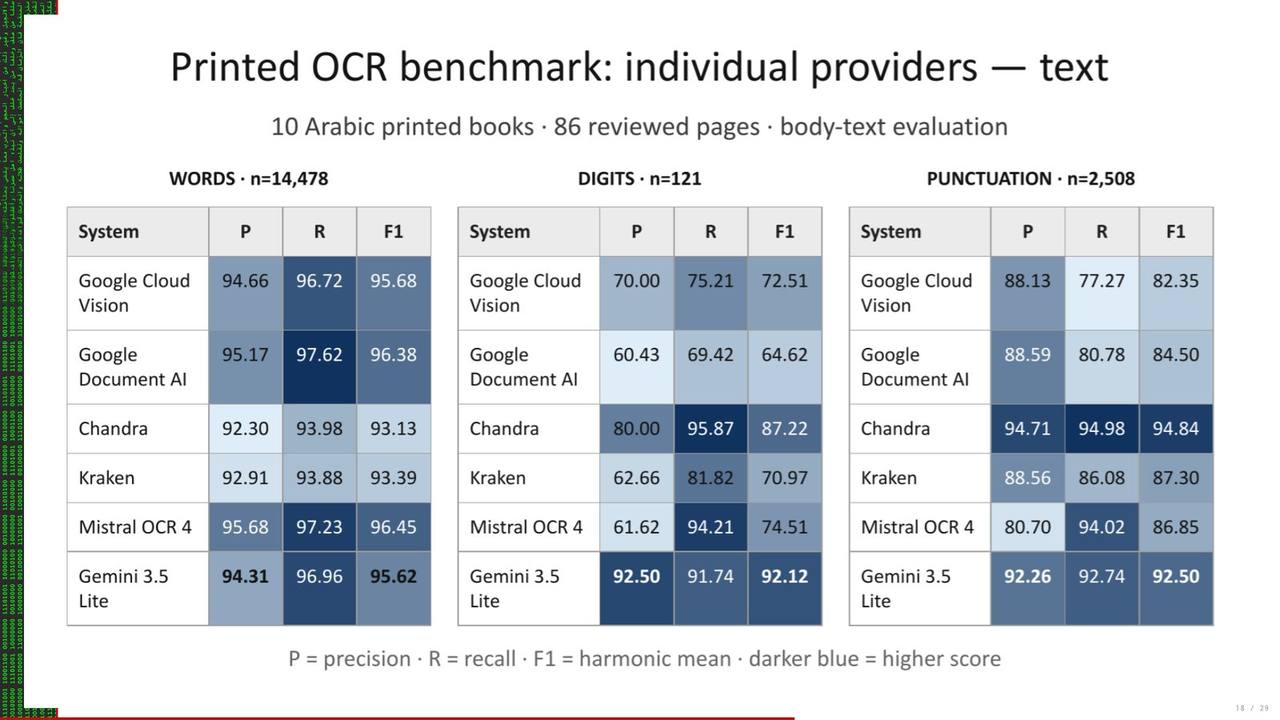 Printed OCR benchmark: individual providers — text
10 Arabic printed books · 86 reviewed pages · body-text evaluation
WORDS · n=14,478
System P R F1
Google Cloud Vision 94.66 96.72 95.68
Google Document AI 95.17 97.62 96.38
Chandra 92.30 93.98 93.13
Kraken 92.91 93.88 93.39
Mistral OCR 4 95.68 97.23 96.45
Gemini 3.5 Lite 94.31 96.96 95.62
DIGITS · n=121
System P R F1
Google Cloud Vision 70.00 75.21 72.51
Google Document AI 60.43 69.42 64.62
Chandra 80.00 95.87 87.22
Kraken 62.66 81.82 70.97
Mistral OCR 4 61.62 94.21 74.51
Gemini 3.5 Lite 92.50 91.74 92.12
PUNCTUATION · n=2,508
System P R F1
Google Cloud Vision 88.13 77.27 82.35
Google Document AI 88.59 80.78 84.50
Chandra 94.71 94.98 94.84
Kraken 88.56 86.08 87.30
Mistral OCR 4 80.70 94.02 86.85
Gemini 3.5 Lite 92.26 92.74 92.50
P = precision · R = recall · F1 = harmonic mean · darker blue = higher score
18 / 29